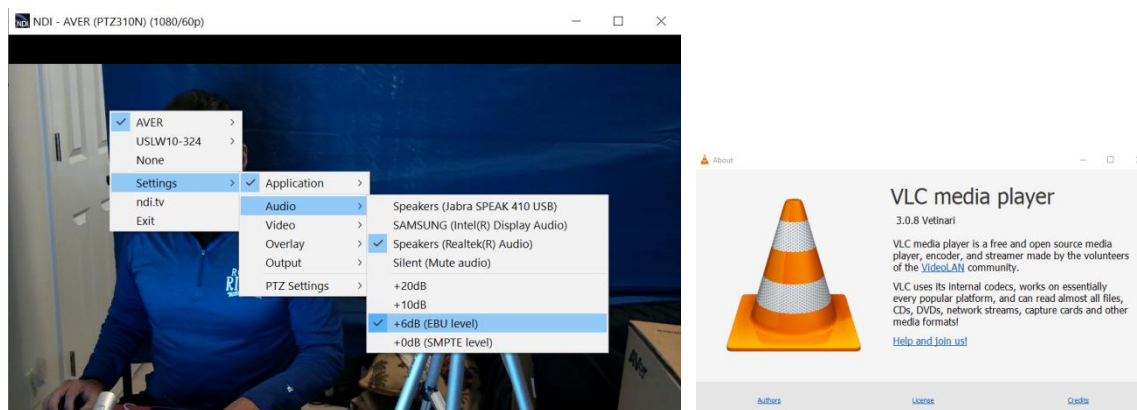 NDI - AVER (PTZ310N) (1080/60p)
AVER
USLW10-324
None
Settings
ndi.tv
Exit
Application
Audio
Video
Overlay
Output
PTZ Settings
Speakers (Jabra SPEAK 410 USB)
SAMSUNG (Intel(R) Display Audio)
Speakers (Realtek(R) Audio)
Silent (Mute audio)
+20dB
+10dB
+6dB (EBU level)
+0dB (SMPTE level)
About
VLC media player
3.0.8 Vetinari
VLC media player is a free and open source media
player, encoder, and streamer made by the volunteers
of the VideoLAN community.
VLC uses its internal codecs, works on essentially
every popular platform, and can read almost all files,
CDs, DVDs, network streams, capture cards and other
media formats!
Help and join us!
Authors
License
Credits